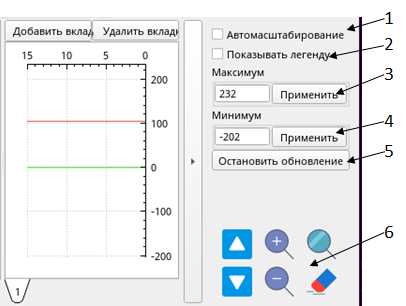 Добавить вклад Удалить вкладк
15 10 5 0
200
100
0
-100
-200
1
Автомасштабирование 1
Показывать легенду 2
Максимум
232 Применить 3
Минимум
-202 Применить 4
Остановить обновление 5
6